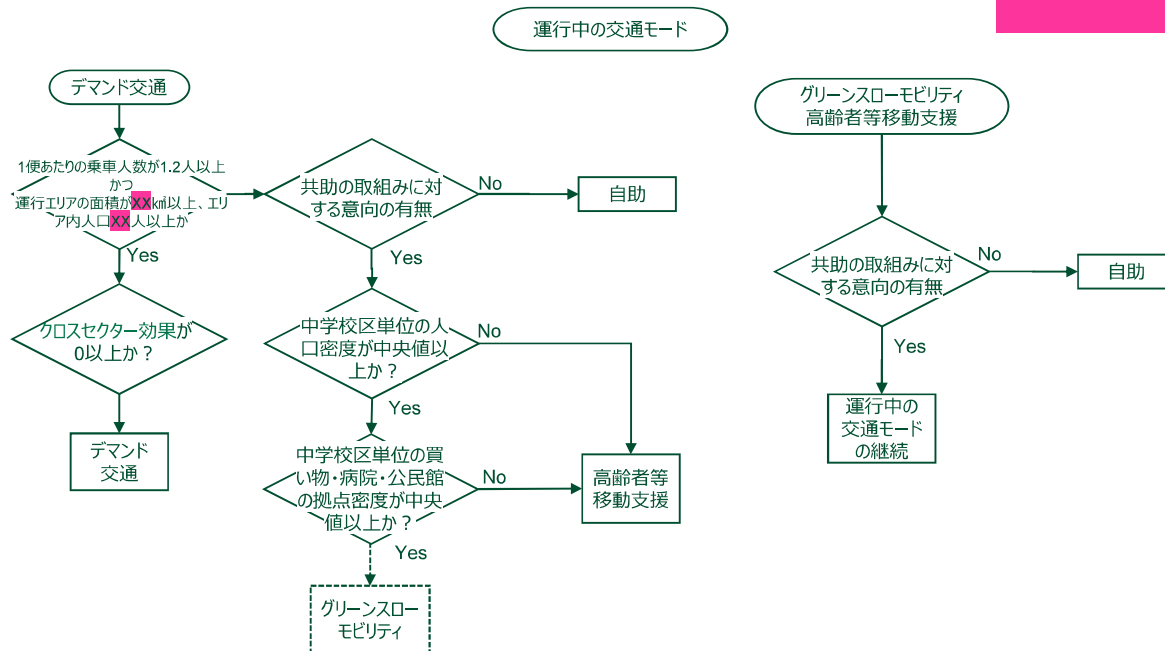 運行中の交通モード
デマンド交通
1便あたりの乗車人数が1.2人以上
かつ
運行エリアの面積がXX㎢以上、エリ
ア内人口XX人以上か
Yes
クロスセクター効果が
0以上か？
デマンド
交通
共助の取組みに対
する意向の有無
No
自助
Yes
中学校区単位の人
口密度が中央値以
上か？
No
Yes
中学校区単位の買
い物・病院・公民館
の拠点密度が中央
値以上か？
No
高齢者等
移動支援
Yes
グリーンスロー
モビリティ
グリーンスローモビリティ
高齢者等移動支援
共助の取組みに対
する意向の有無
No
自助
Yes
運行中の
交通モード
の継続